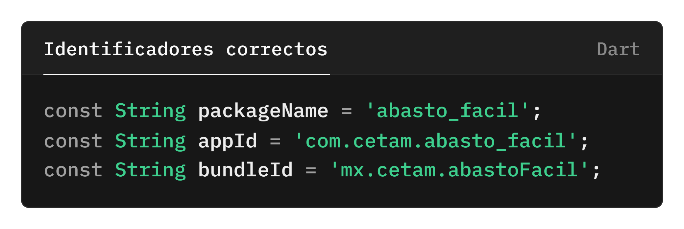 Identificadores correctos
Dart
const String packageName = 'abasto_facil';
const String appId = 'com.cetam.abasto_facil';
const String bundleId = 'mx.cetam.abastoFacil';